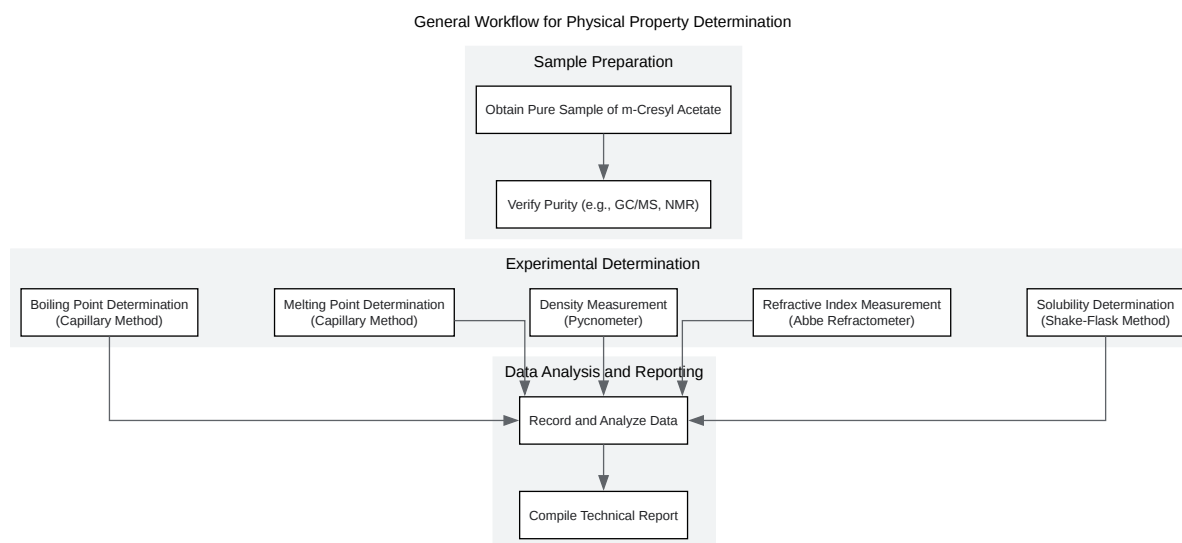 General Workflow for Physical Property Determination
Sample Preparation
Obtain Pure Sample of m-Cresyl Acetate
Verify Purity (e.g., GC/MS, NMR)
Experimental Determination
Boiling Point Determination
(Capillary Method)
Melting Point Determination
(Capillary Method)
Density Measurement
(Pycnometer)
Refractive Index Measurement
(Abbe Refractometer)
Solubility Determination
(Shake-Flask Method)
Data Analysis and Reporting
Record and Analyze Data
Compile Technical Report